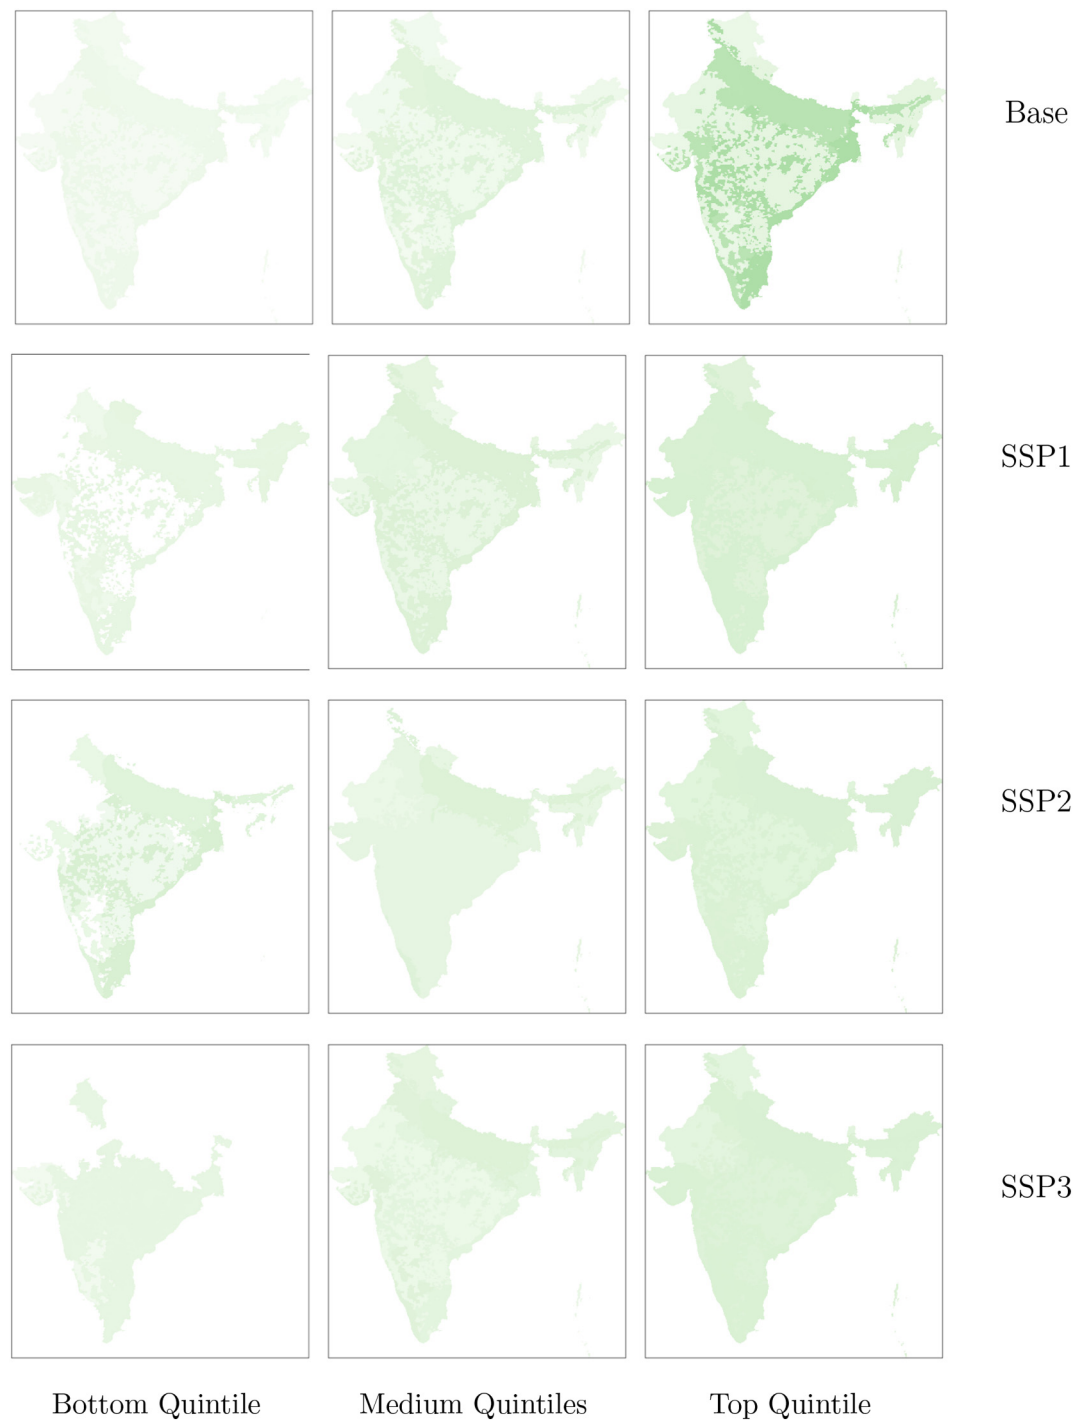 Base
SSP1
SSP2
SSP3
Bottom Quintile
Medium Quintiles
Top Quintile